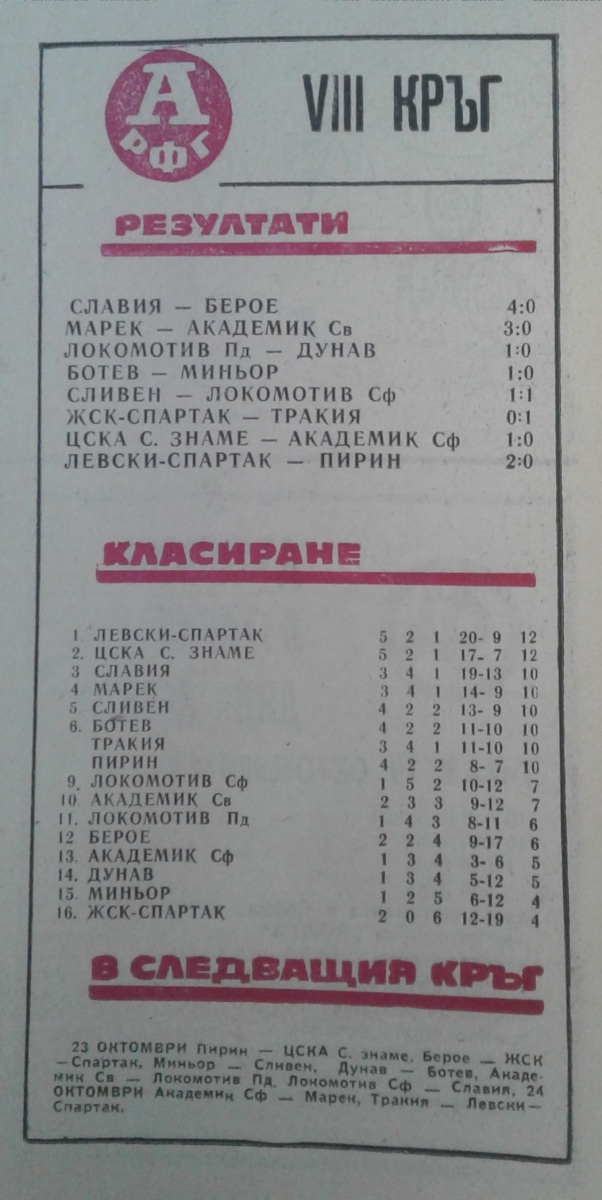 А
РФГ
VIII КРЪГ
РЕЗУЛТАТИ
СЛАВИЯ — БЕРОЕ 4:0
МАРЕК — АКАДЕМИК Св 3:0
ЛОКОМОТИВ Пд — ДУНАВ 1:0
БОТЕВ — МИНЬОР 1:0
СЛИВЕН — ЛОКОМОТИВ Сф 1:1
ЖСК-СПАРТАК — ТРАКИЯ 0:1
ЦСКА С. ЗНАМЕ — АКАДЕМИК Сф 1:0
ЛЕВСКИ-СПАРТАК — ПИРИН 2:0
КЛАСИРАНЕ
1 ЛЕВСКИ-СПАРТАК 5 2 1 20- 9 12
2. ЦСКА С. ЗНАМЕ 5 2 1 17- 7 12
3 СЛАВИЯ 3 4 1 19-13 10
4 МАРЕК 3 4 1 14- 9 10
5. СЛИВЕН 4 2 2 13- 9 10
6. БОТЕВ 4 2 2 11-10 10
ТРАКИЯ 3 4 1 11-10 10
ПИРИН 4 2 2 8- 7 10
9. ЛОКОМОТИВ Сф 1 5 2 10-12 7
10. АКАДЕМИК Св 2 3 3 9-12 7
11. ЛОКОМОТИВ Пд 1 4 3 8-11 6
12 БЕРОЕ 2 2 4 9-17 6
13. АКАДЕМИК Сф 1 3 4 3- 6 5
14. ДУНАВ 1 3 4 5-12 5
15. МИНЬОР 1 2 5 6-12 4
16. ЖСК-СПАРТАК 2 0 6 12-19 4
В СЛЕДВАЩИЯ КРЪГ
23 ОКТОМВРИ Пирин — ЦСКА С. знаме, Берое — ЖСК
—Спартак, Миньор — Сливен, Дунав — Ботев, Акаде-
мик Св — Локомотив Пд, Локомотив Сф — Славия, 24
ОКТОМВРИ Академик Сф — Марек, Тракия — Левски—
Спартак.